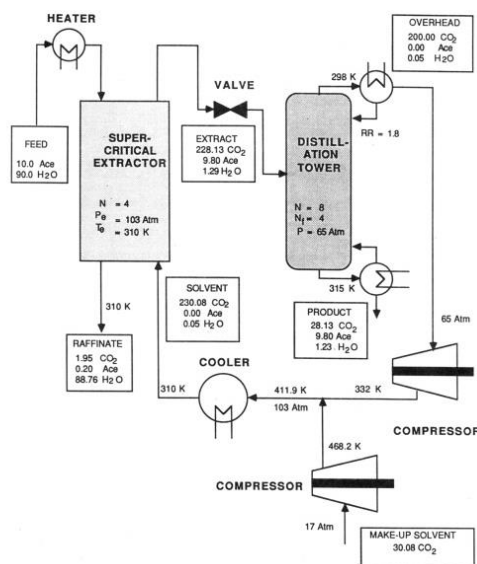 HEATER
FEED
10.0 Ace
90.0 H2O
SUPER-
CRITICAL
EXTRACTOR
N = 4
Pe = 103 Atm
Te = 310 K
VALVE
EXTRACT
228.13 CO2
9.80 Ace
1.29 H2O
298 K
OVERHEAD
200.00 CO2
0.00 Ace
0.05 H2O
RR = 1.8
DISTILL-
ATION
TOWER
N = 8
Nf = 4
P = 65 Atm
315 K
PRODUCT
28.13 CO2
9.80 Ace
1.23 H2O
SOLVENT
230.08 CO2
0.00 Ace
0.05 H2O
310 K
RAFFINATE
1.95 CO2
0.20 Ace
88.76 H2O
COOLER
310 K
411.9 K
103 Atm
332 K
65 Atm
COMPRESSOR
468.2 K
COMPRESSOR
17 Atm
MAKE-UP SOLVENT
30.08 CO2